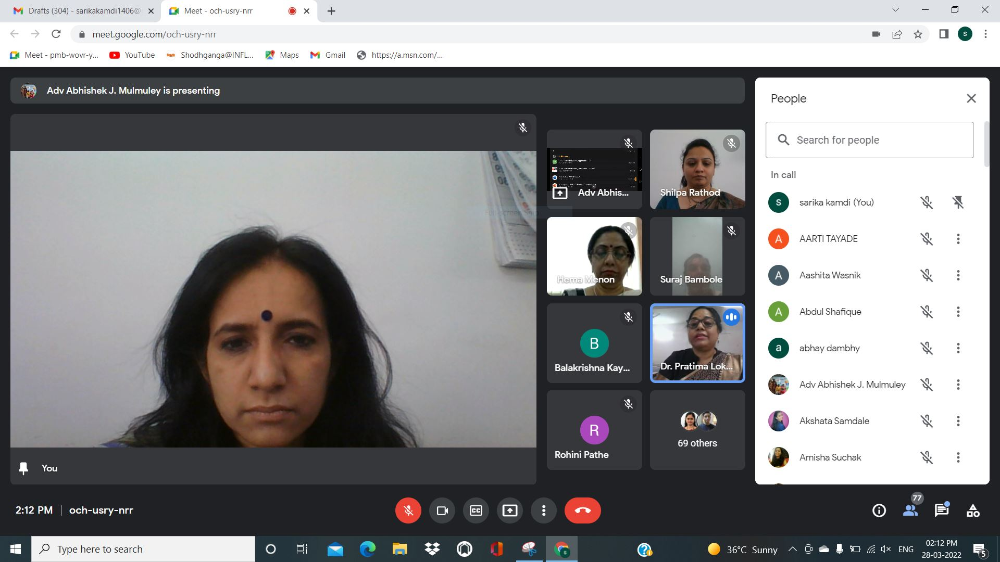 Drafts (304) - sarikakamdi1406@
Meet - och-usry-nrr
meet.google.com/och-usry-nrr
S
Meet - pmb-wovr-y...
YouTube
Shodhganga@INFL...
Maps
Gmail
https://a.msn.com/...
Adv Abhishek J. Mulmuley is presenting
Adv Abhis...
Shilpa Rathod
Full-screen Snip
Hema Menon
Suraj Bambole
B
Balakrishna Kay...
Dr. Pratima Lok...
R
Rohini Pathe
69 others
You
People
Search for people
In call
s
sarika kamdi (You)
A
AARTI TAYADE
A
Aashita Wasnik
A
Abdul Shafique
a
abhay dambhy
Adv Abhishek J. Mulmuley
Akshata Samdale
Amisha Suchak
2:12 PM | och-usry-nrr
CC
77
Type here to search
36°C Sunny
ENG
02:12 PM
28-03-2022
5